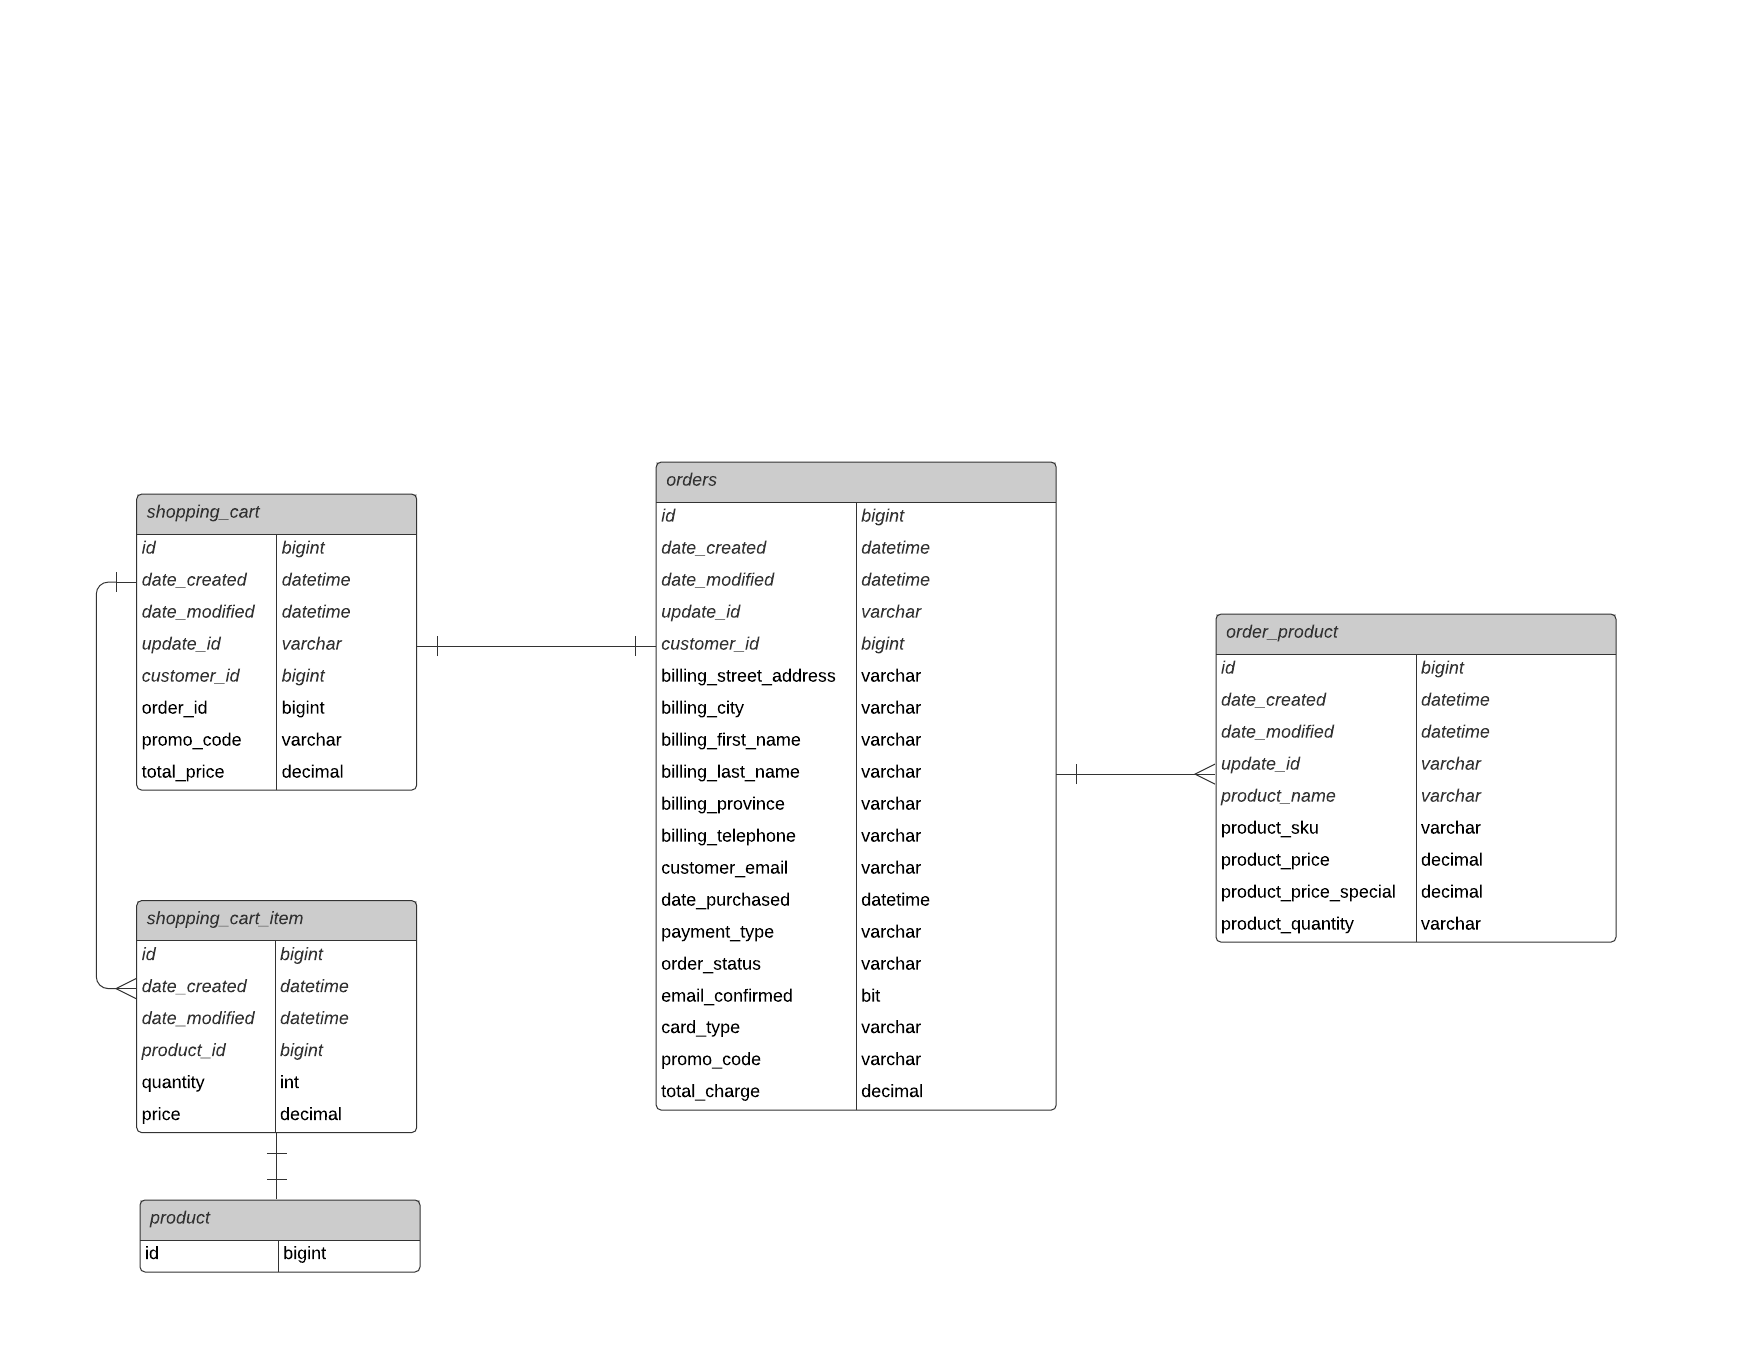 shopping_cart
id bigint
date_created datetime
date_modified datetime
update_id varchar
customer_id bigint
order_id bigint
promo_code varchar
total_price decimal
shopping_cart_item
id bigint
date_created datetime
date_modified datetime
product_id bigint
quantity int
price decimal
product
id bigint
orders
id bigint
date_created datetime
date_modified datetime
update_id varchar
customer_id bigint
billing_street_address varchar
billing_city varchar
billing_first_name varchar
billing_last_name varchar
billing_province varchar
billing_telephone varchar
customer_email varchar
date_purchased datetime
payment_type varchar
order_status varchar
email_confirmed bit
card_type varchar
promo_code varchar
total_charge decimal
order_product
id bigint
date_created datetime
date_modified datetime
update_id varchar
product_name varchar
product_sku varchar
product_price decimal
product_price_special decimal
product_quantity varchar